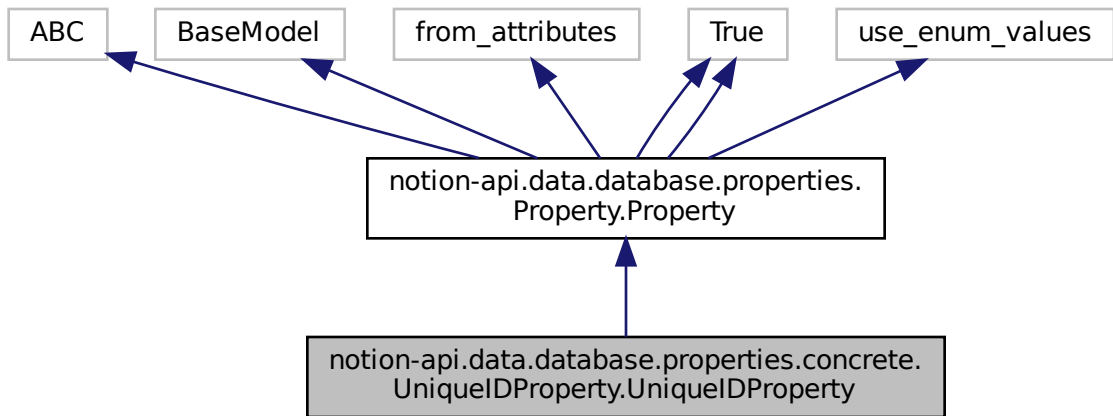 ABC
BaseModel
from_attributes
True
use_enum_values
notion-api.data.database.properties.
Property.Property
notion-api.data.database.properties.concrete.
UniqueIDProperty.UniqueIDProperty